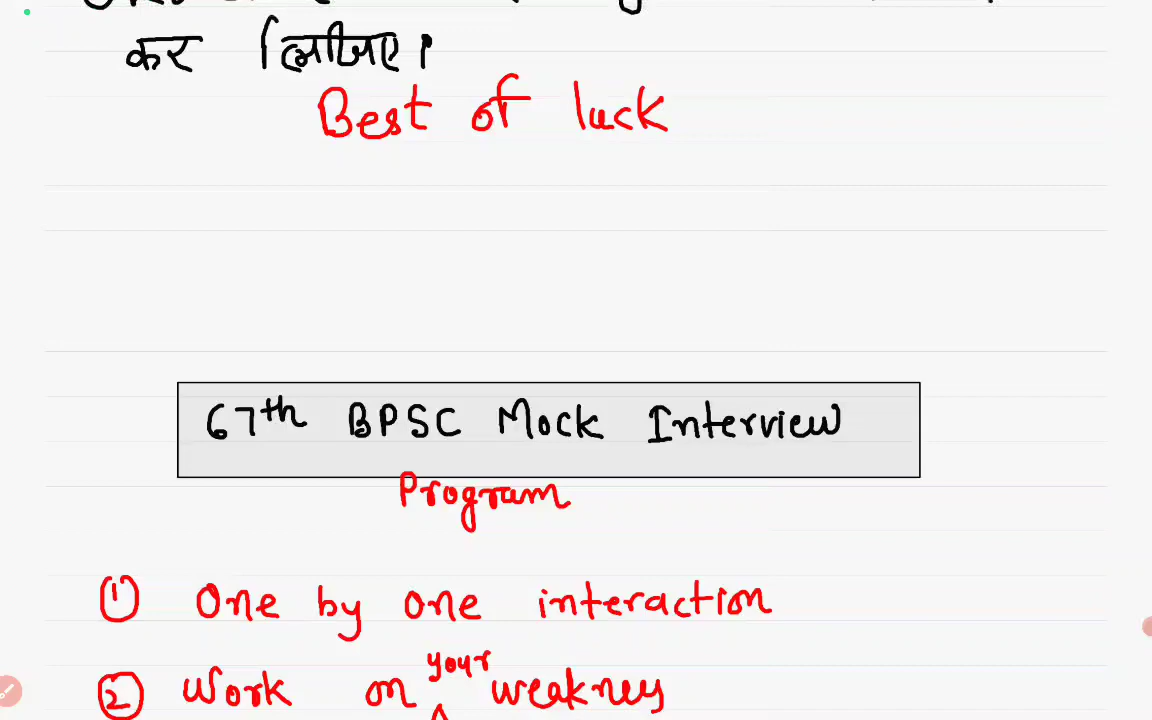 कर लिजिए।
Best of luck
67th BPSC Mock Interview
Program
① One by one interaction
② Work on your weakness